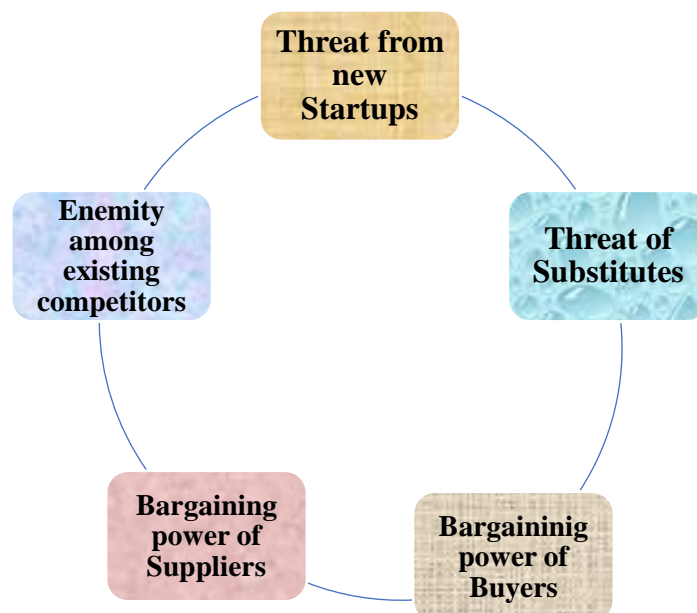 Threat from
new
Startups
Threat of
Substitutes
Bargaininig
power of
Buyers
Bargaining
power of
Suppliers
Enemity
among
existing
competitors